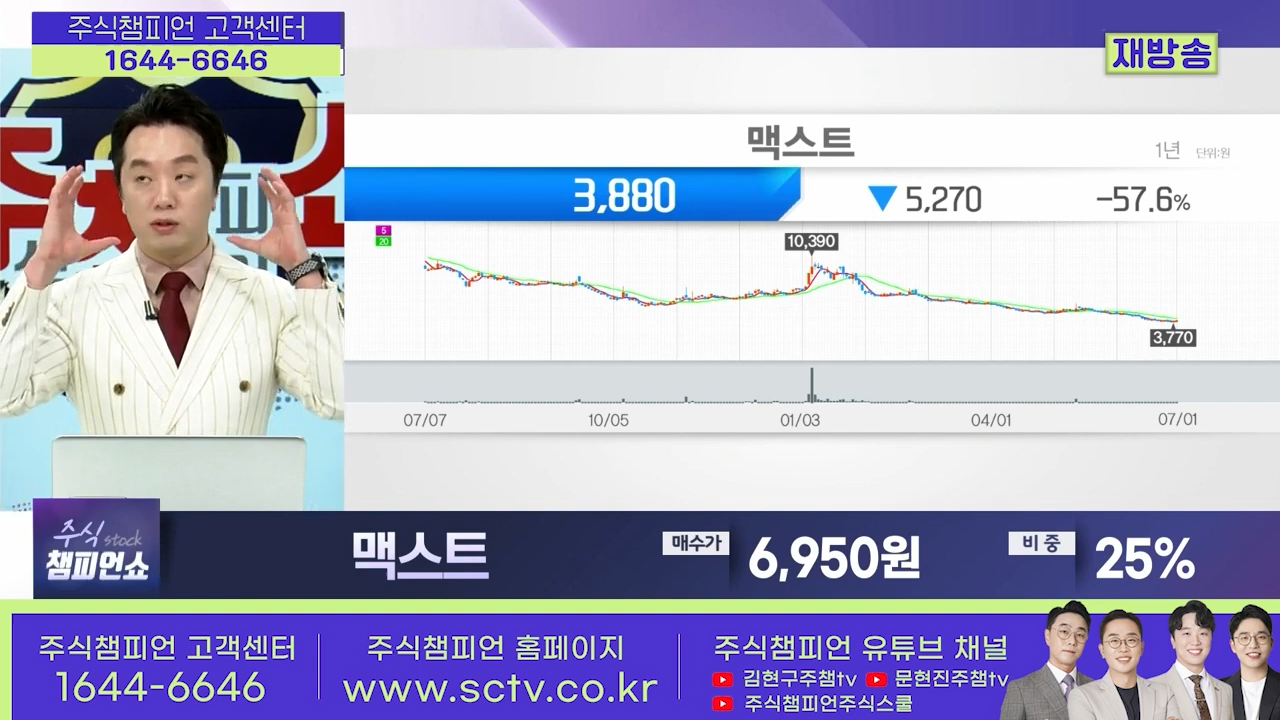 주식챔피언 고객센터
1644-6646
재방송
피
맥스트
1년 단위:원
3,880 ▼5,270 -57.6%
5
20
10,390
3,770
07/07 10/05 01/03 04/01 07/01
주식 stock
챔피언쇼
맥스트 매수가 6,950원 비중 25%
주식챔피언 고객센터
1644-6646
주식챔피언 홈페이지
www.sctv.co.kr
주식챔피언 유튜브 채널
김현구주챔tv 문현진주챔tv
주식챔피언주식스쿨